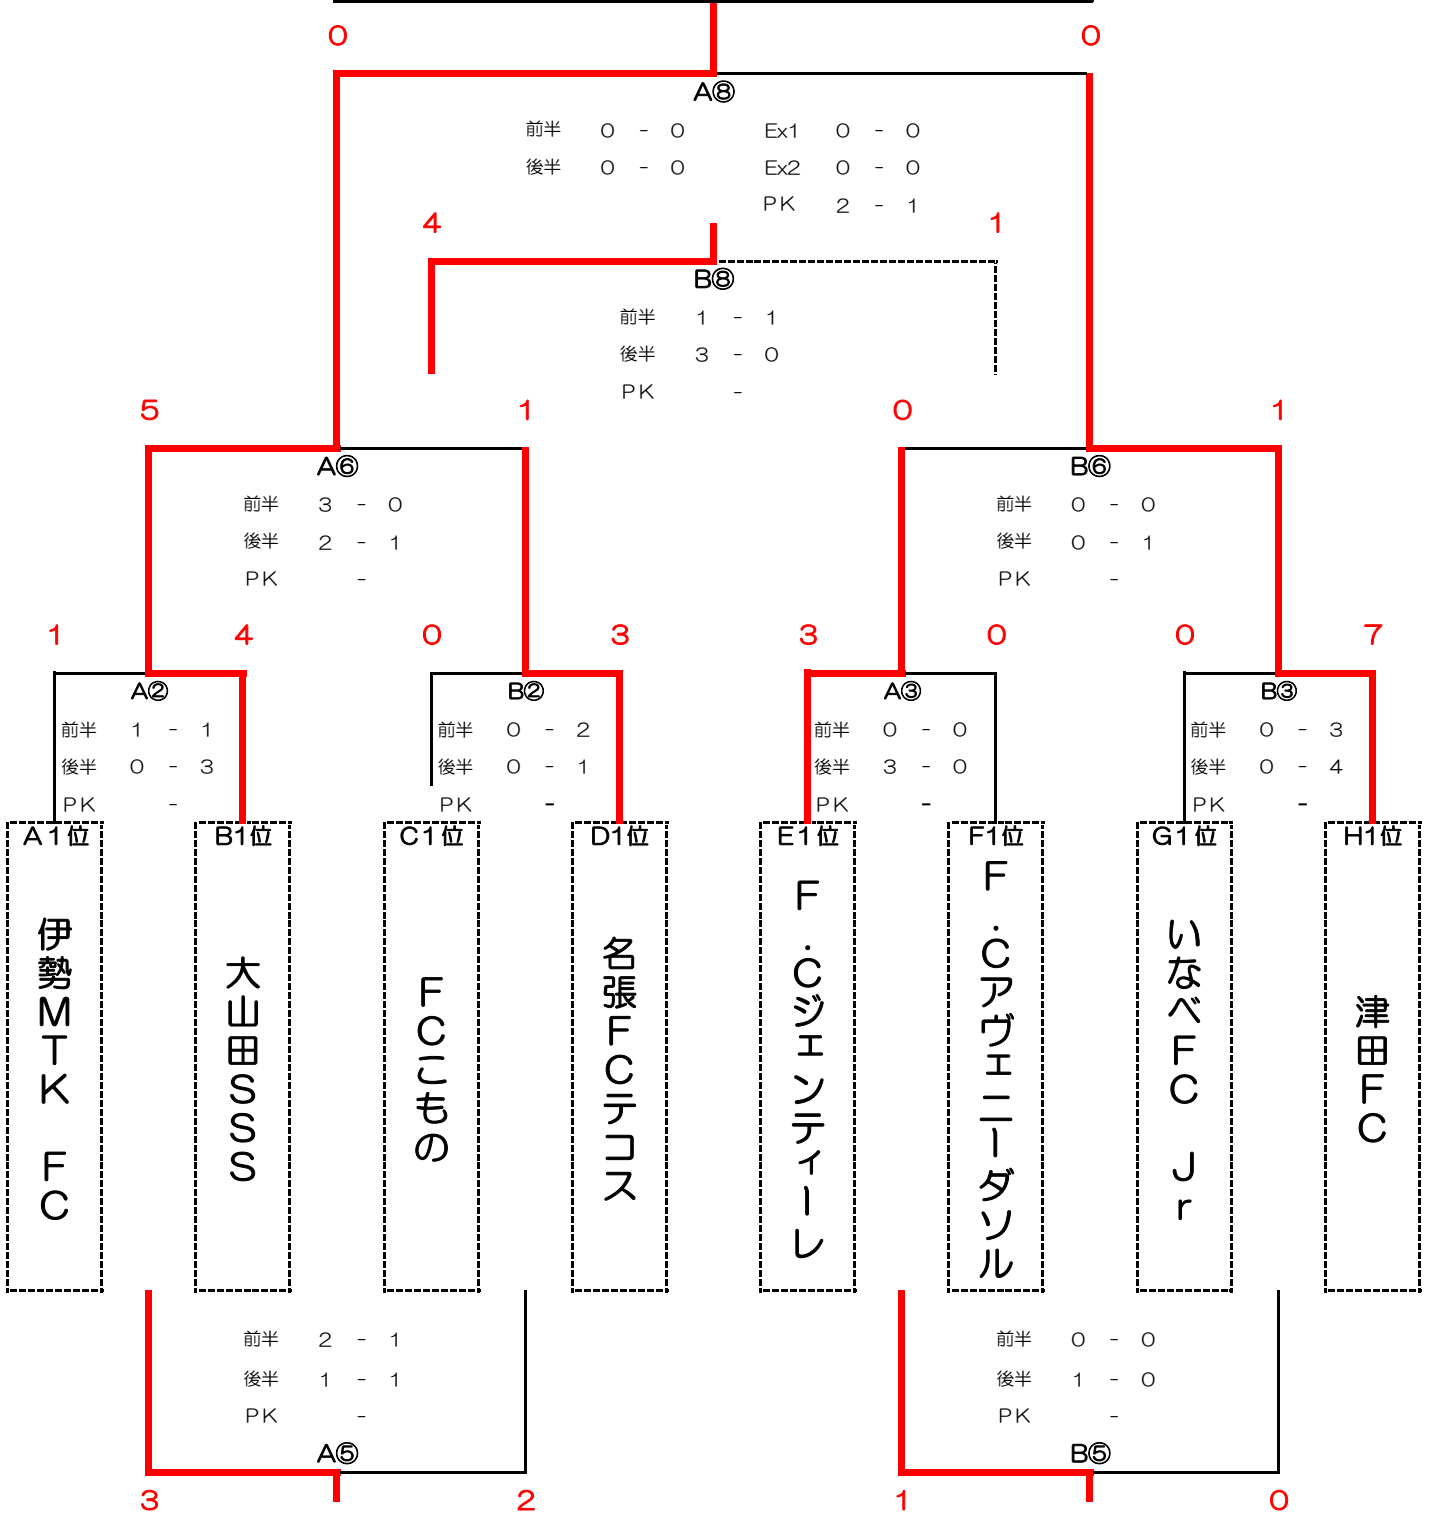 0 0
A⑧
前半 0 - 0 Ex1 0 - 0
後半 0 - 0 Ex2 0 - 0
PK 2 - 1
4 1
B⑧
前半 1 - 1
後半 3 - 0
PK -
5 1 0 1
A⑥ B⑥
前半 3 - 0 前半 0 - 0
後半 2 - 1 後半 0 - 1
PK - PK -
1 4 0 3 3 0 0 7
A② B② A③ B③
前半 1 - 1 前半 0 - 2 前半 0 - 0 前半 0 - 3
後半 0 - 3 後半 0 - 1 後半 3 - 0 後半 0 - 4
PK - PK - PK - PK -
A1位 B1位 C1位 D1位 E1位 F1位 G1位 H1位
伊勢MTK FC
大山田SSS
FCこもの
名張FCテコス
F.Cジェンティーレ
F.Cアヴェニーダソル
いなべFC Jr
津田FC
前半 2 - 1 前半 0 - 0
後半 1 - 1 後半 1 - 0
PK - PK -
A⑤ B⑤
3 2 1 0